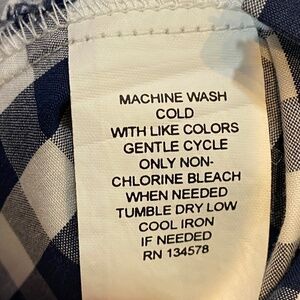 MACHINE WASH
COLD
WITH LIKE COLORS
GENTLE CYCLE
ONLY NON-
CHLORINE BLEACH
WHEN NEEDED
TUMBLE DRY LOW
COOL IRON
IF NEEDED
RN 134578